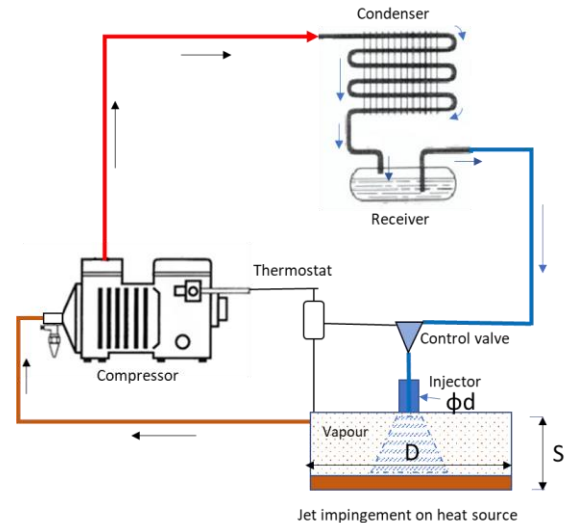 Condenser
Receiver
Thermostat
Control valve
Compressor
Injector
ϕd
Vapour
D
S
Jet impingement on heat source